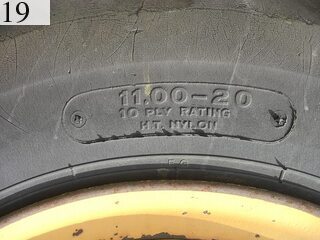 19
11.00-20
10 PLY RATING
H.T. NYLON